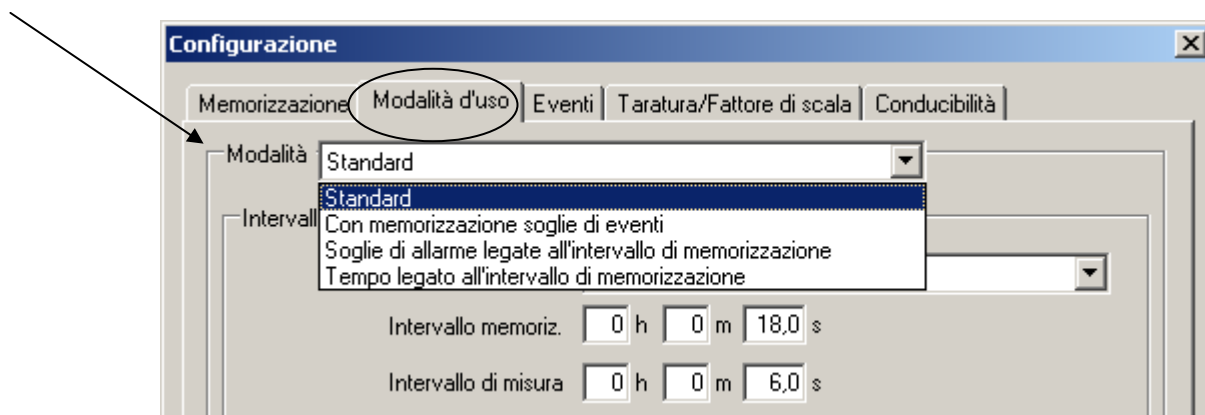 Configurazione
Memorizzazione Modalità d'uso Eventi Taratura/Fattore di scala Conducibilità
Modalità Standard
Standard
Con memorizzazione soglie di eventi
Soglie di allarme legate all'intervallo di memorizzazione
Tempo legato all'intervallo di memorizzazione
Intervallo memoriz. 0 h 0 m 18,0 s
Intervallo di misura 0 h 0 m 6,0 s